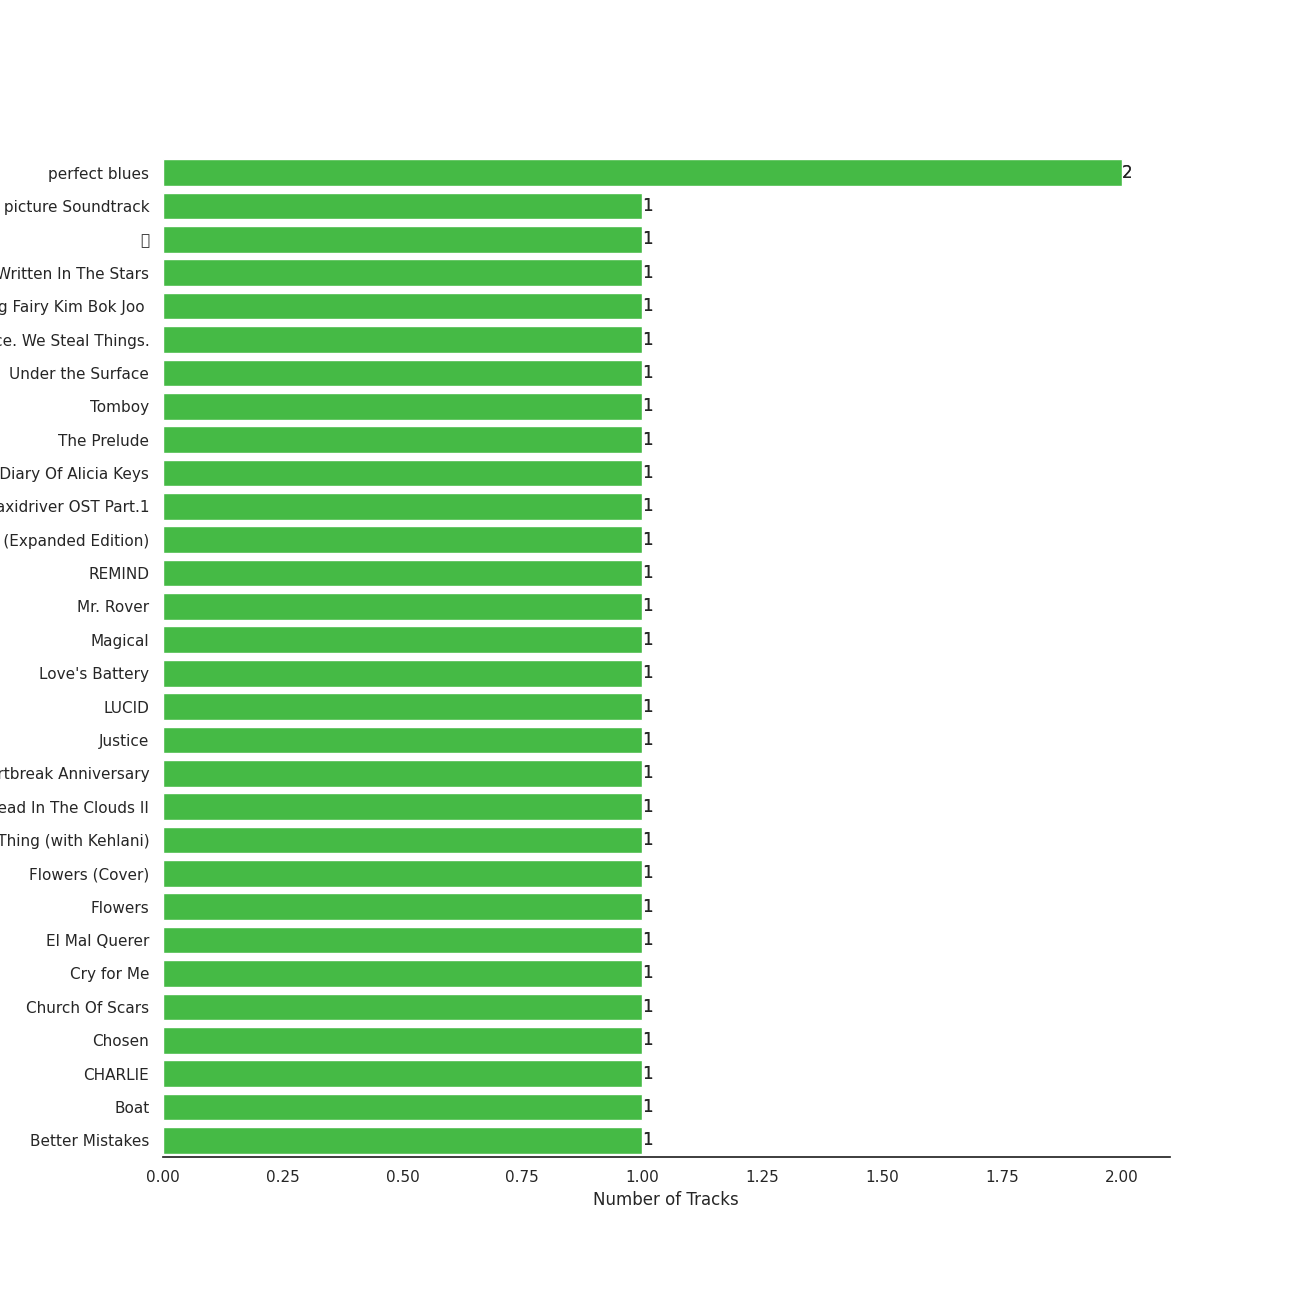 perfect blues 2
picture Soundtrack 1
1
Written In The Stars 1
Fairy Kim Bok Joo 1
We Steal Things. 1
Under the Surface 1
Tomboy 1
The Prelude 1
Diary Of Alicia Keys 1
axidriver OST Part.1 1
(Expanded Edition) 1
REMIND 1
Mr. Rover 1
Magical 1
Love's Battery 1
LUCID 1
Justice 1
rtbreak Anniversary 1
ead In The Clouds II 1
Thing (with Kehlani) 1
Flowers (Cover) 1
Flowers 1
El Mal Querer 1
Cry for Me 1
Church Of Scars 1
Chosen 1
CHARLIE 1
Boat 1
Better Mistakes 1
0.00 0.25 0.50 0.75 1.00 1.25 1.50 1.75 2.00
Number of Tracks